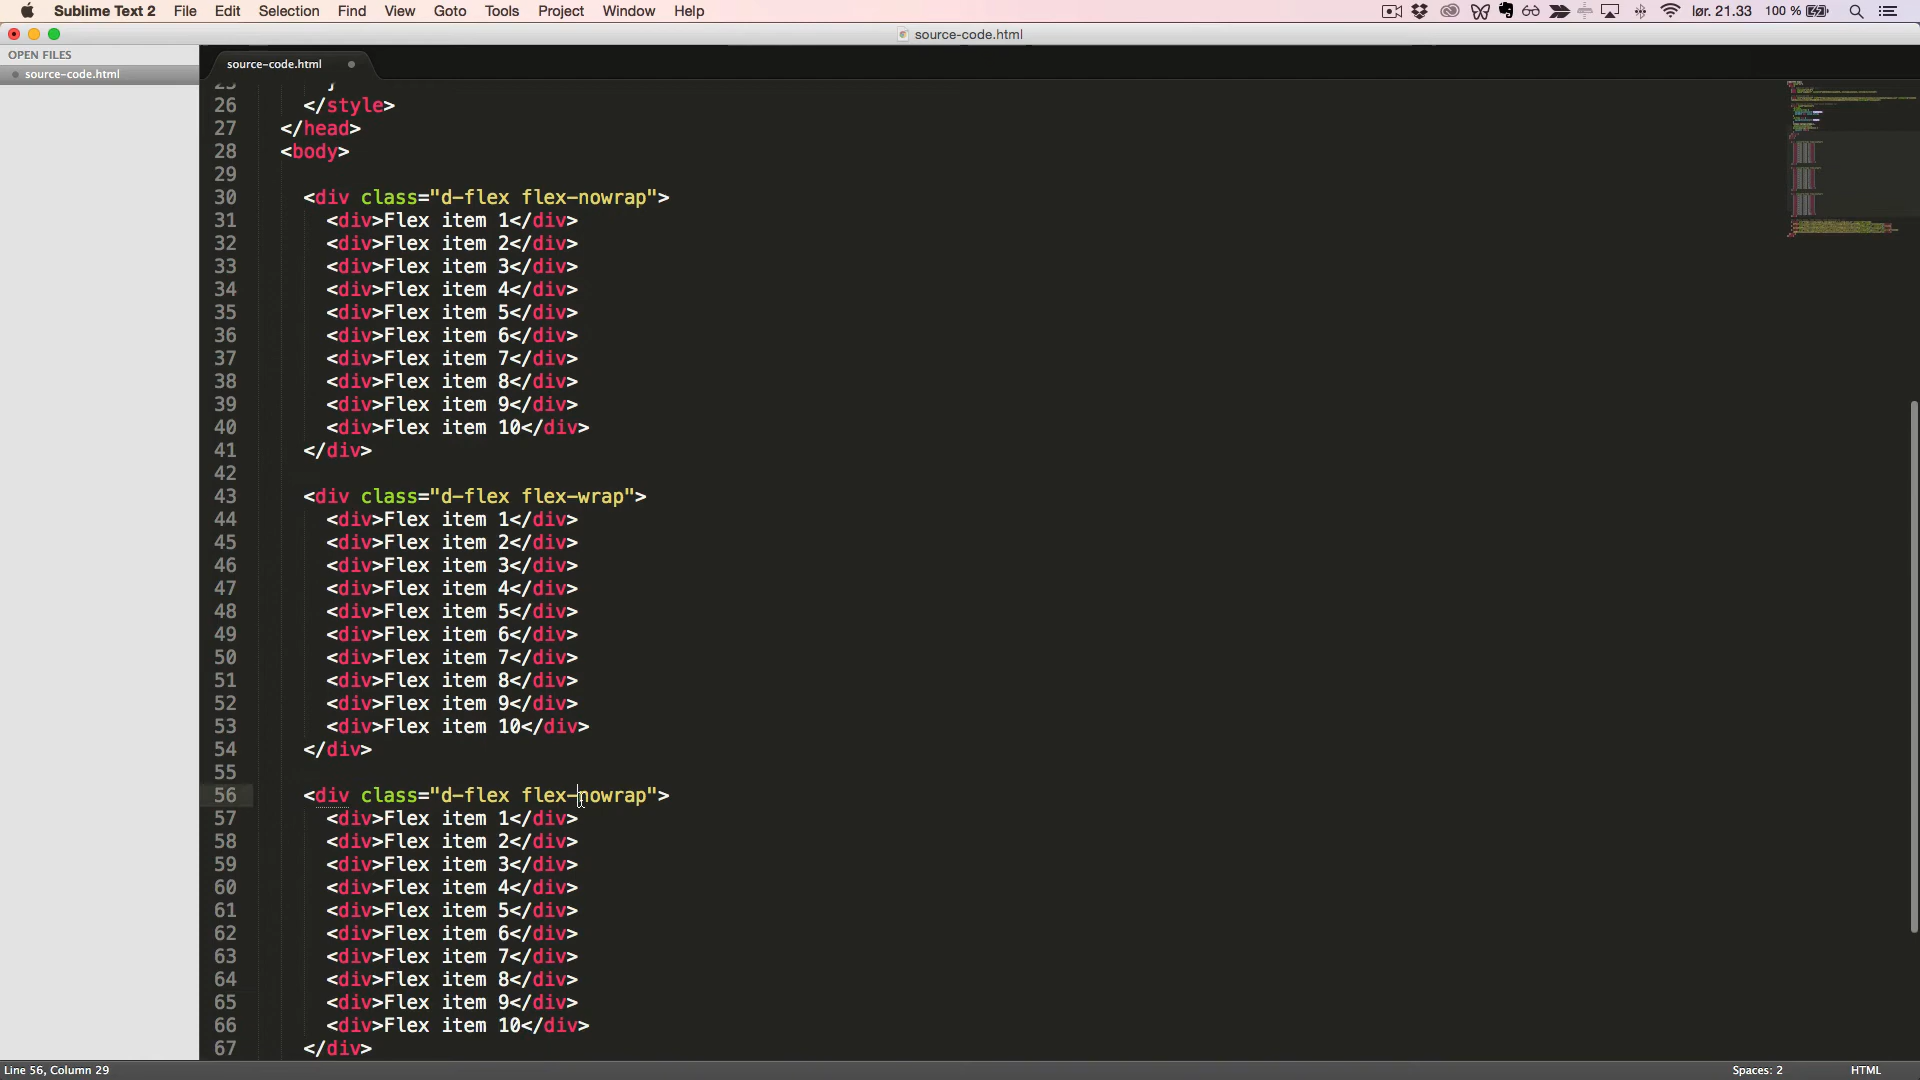 Sublime Text 2 File Edit Selection Find View Goto Tools Project Window Help lør. 21.33 100 %
source-code.html
OPEN FILES
source-code.html
source-code.html
25 }
26 </style>
27 </head>
28 <body>
29
30 <div class="d-flex flex-nowrap">
31 <div>Flex item 1</div>
32 <div>Flex item 2</div>
33 <div>Flex item 3</div>
34 <div>Flex item 4</div>
35 <div>Flex item 5</div>
36 <div>Flex item 6</div>
37 <div>Flex item 7</div>
38 <div>Flex item 8</div>
39 <div>Flex item 9</div>
40 <div>Flex item 10</div>
41 </div>
42
43 <div class="d-flex flex-wrap">
44 <div>Flex item 1</div>
45 <div>Flex item 2</div>
46 <div>Flex item 3</div>
47 <div>Flex item 4</div>
48 <div>Flex item 5</div>
49 <div>Flex item 6</div>
50 <div>Flex item 7</div>
51 <div>Flex item 8</div>
52 <div>Flex item 9</div>
53 <div>Flex item 10</div>
54 </div>
55
56 <div class="d-flex flex-nowrap">
57 <div>Flex item 1</div>
58 <div>Flex item 2</div>
59 <div>Flex item 3</div>
60 <div>Flex item 4</div>
61 <div>Flex item 5</div>
62 <div>Flex item 6</div>
63 <div>Flex item 7</div>
64 <div>Flex item 8</div>
65 <div>Flex item 9</div>
66 <div>Flex item 10</div>
67 </div>
Line 56, Column 29 Spaces: 2 HTML